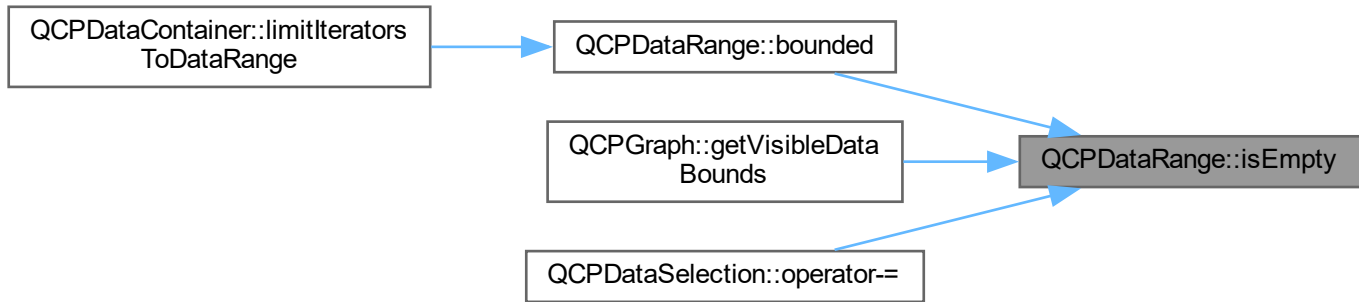 QCPDataContainer::limitIterators
ToDataRange
QCPDataRange::bounded
QCPGraph::getVisibleData
Bounds
QCPDataRange::isEmpty
QCPDataSelection::operator-=